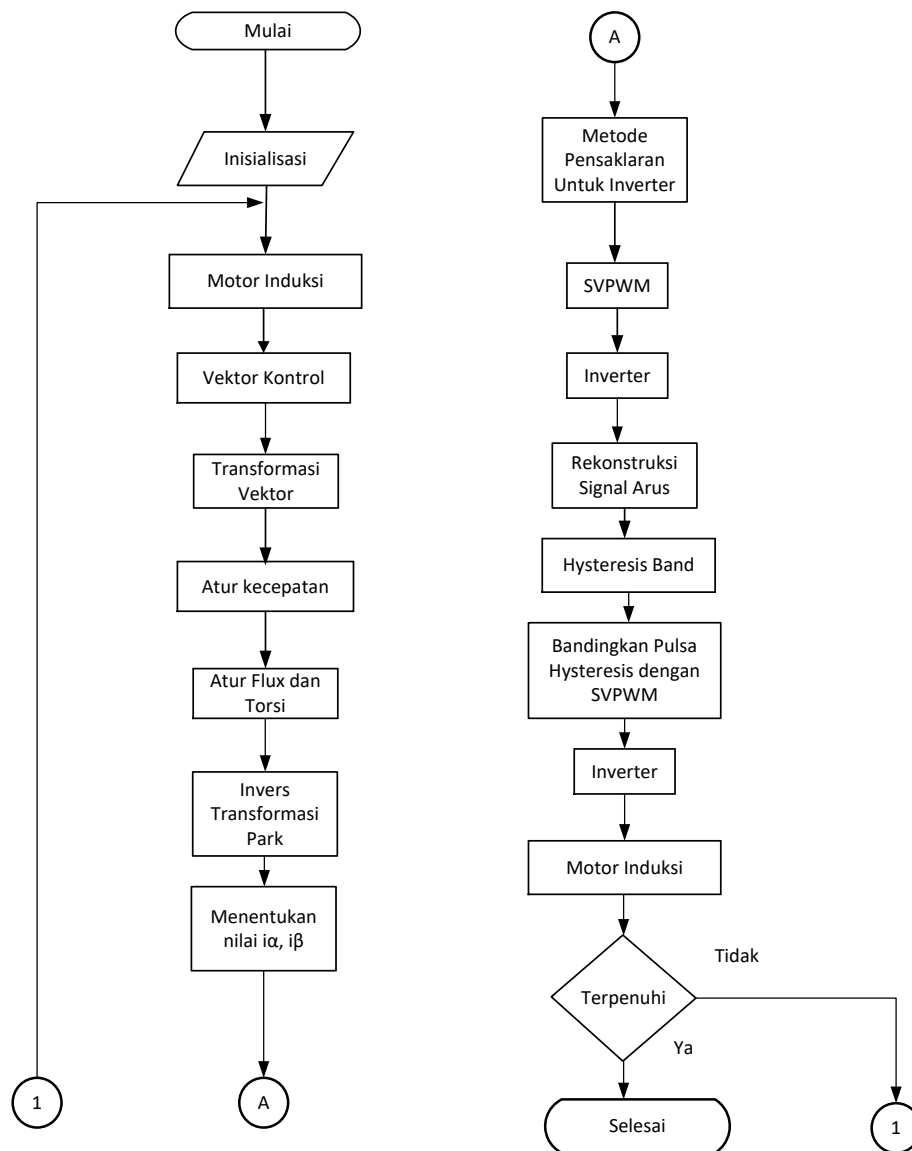 Mulai
Inisialisasi
Motor Induksi
Vektor Kontrol
Transformasi
Vektor
Atur kecepatan
Atur Flux dan
Torsi
Invers
Transformasi
Park
Menentukan
nilai iα, iβ
1
A
A
Metode
Pensaklaran
Untuk Inverter
SVPWM
Inverter
Rekonstruksi
Signal Arus
Hysteresis Band
Bandingkan Pulsa
Hysteresis dengan
SVPWM
Inverter
Motor Induksi
Terpenuhi
Tidak
Ya
Selesai
1